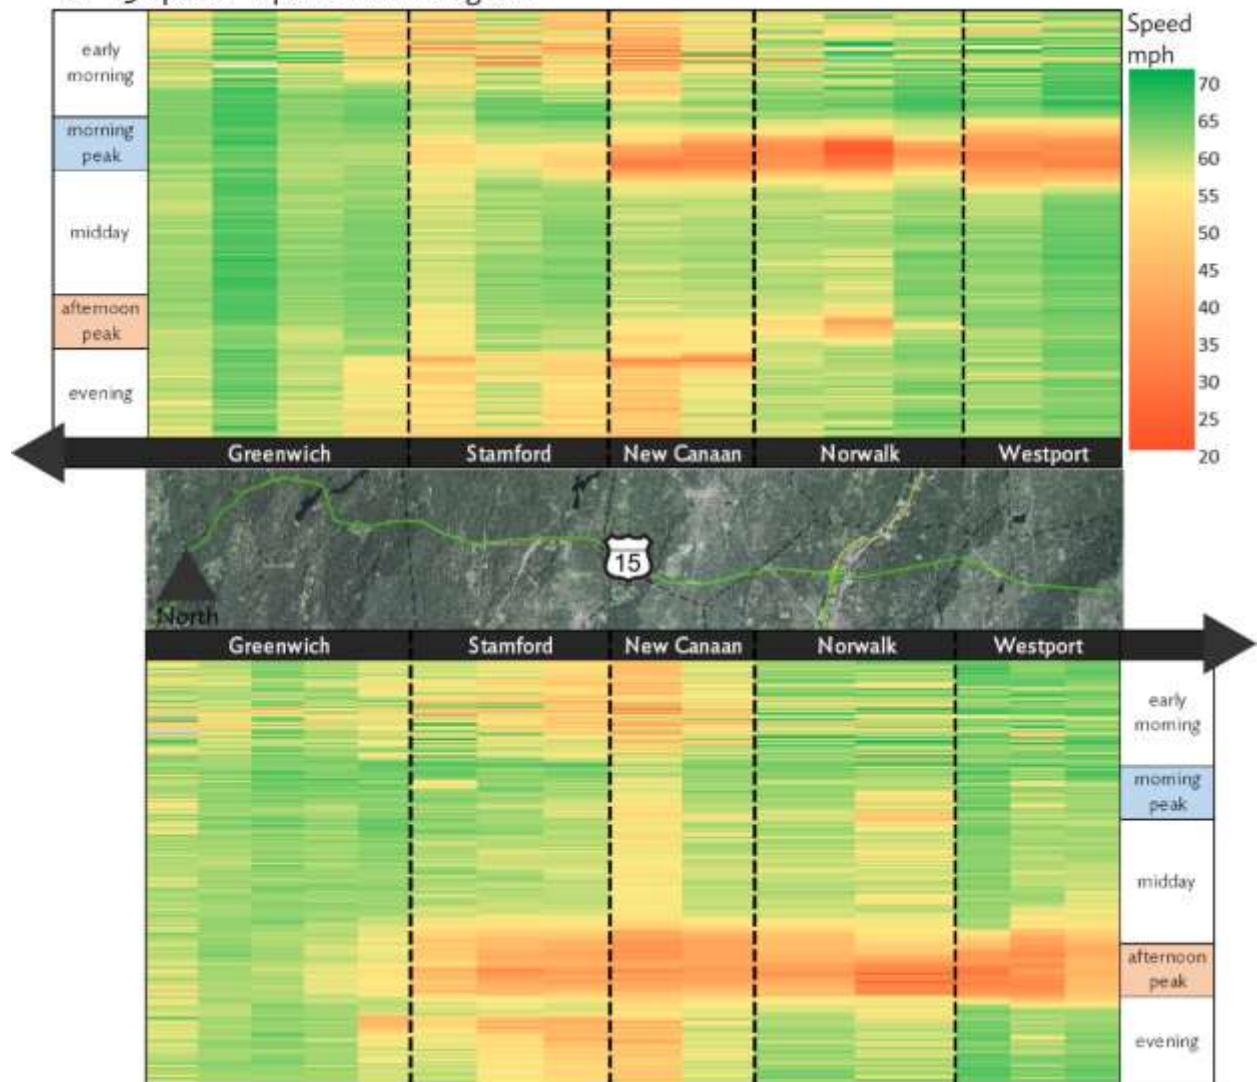 Speed
mph
early
morning
morning
peak
midday
afternoon
peak
evening
70
65
60
55
50
45
40
35
30
25
20
Greenwich Stamford New Canaan Norwalk Westport
15
North
Greenwich Stamford New Canaan Norwalk Westport
early
morning
morning
peak
midday
afternoon
peak
evening